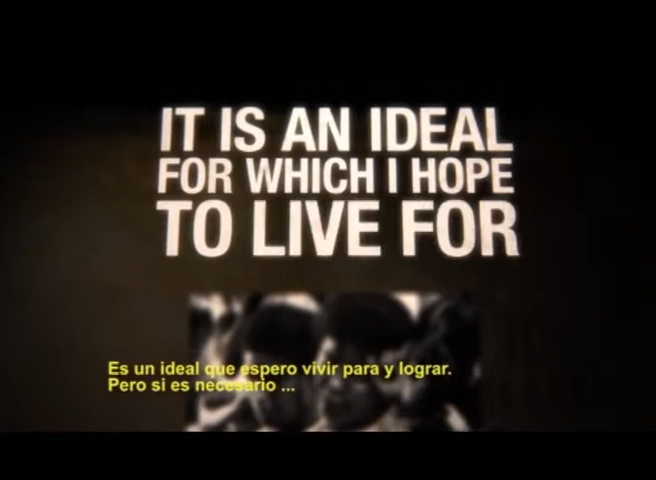 IT IS AN IDEAL
FOR WHICH I HOPE
TO LIVE FOR
Es un ideal que espero vivir para y lograr.
Pero si es necesario ...